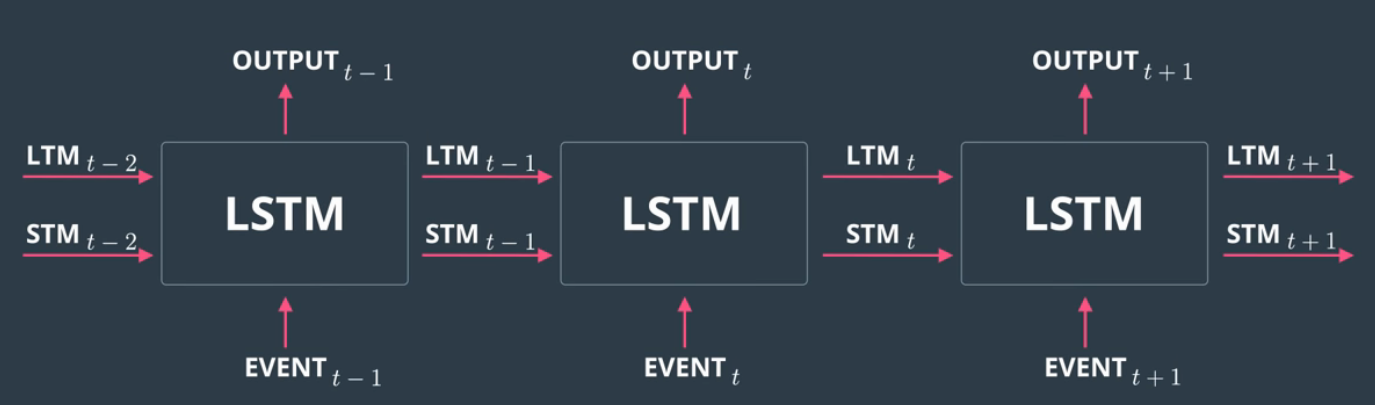 OUTPUT t − 1 OUTPUT t OUTPUT t + 1
LTM t − 2 LTM t − 1 LTM t LTM t + 1
LSTM LSTM LSTM
STM t − 2 STM t − 1 STM t STM t + 1
EVENT t − 1 EVENT t EVENT t + 1